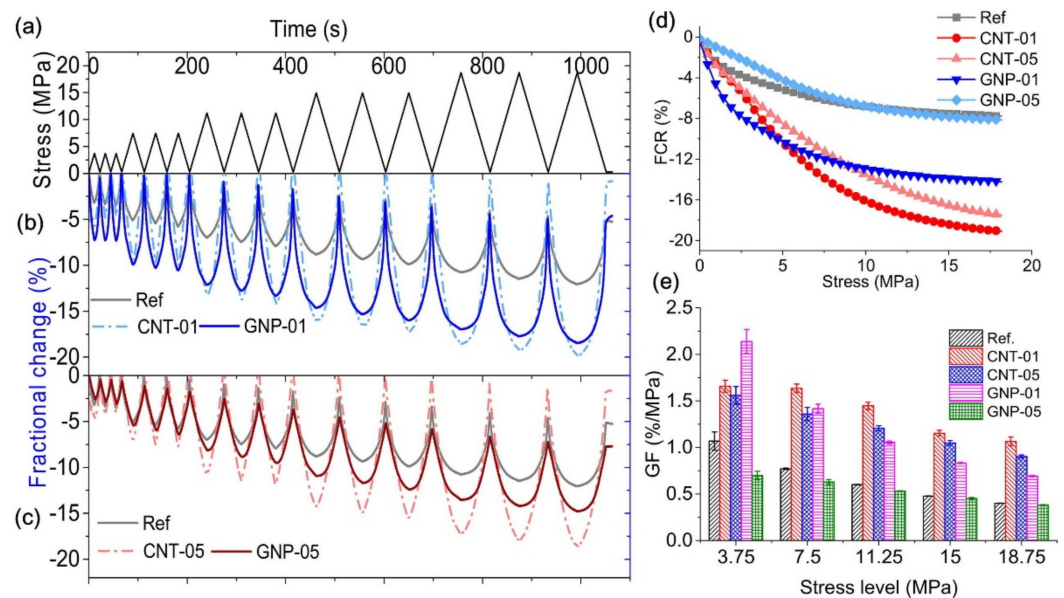 (a)
Time (s)
0 200 400 600 800 1000
Stress (MPa)
20
15
10
5
0
(b)
Fractional change (%)
-5
-10
-15
-20
Ref
CNT-01 GNP-01
(c)
0
-5
-10
-15
-20
Ref
CNT-05 GNP-05
(d)
Ref
CNT-01
CNT-05
GNP-01
GNP-05
FCR (%)
0
-4
-8
-12
-16
-20
0 5 10 15 20
Stress (MPa)
(e)
GF (%/MPa)
2.5
2.0
1.5
1.0
0.5
0.0
Ref.
CNT-01
CNT-05
GNP-01
GNP-05
3.75 7.5 11.25 15 18.75
Stress level (MPa)